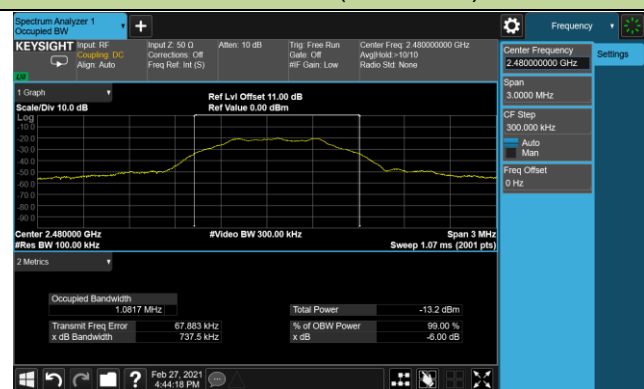 Spectrum Analyzer 1
Occupied BW
Frequency
KEYSIGHT
Input: RF
Coupling: DC
Align: Auto
Input Z: 50 Ω
Corrections: Off
Freq Ref: Int (S)
Atten: 10 dB
Trig: Free Run
Gate: Off
#IF Gain: Low
Center Freq: 2.480000000 GHz
Avg|Hold:>10/10
Radio Std: None
LXI
Center Frequency
2.480000000 GHz
Settings
Span
3.0000 MHz
CF Step
300.000 kHz
Auto
Man
Freq Offset
0 Hz
1 Graph
Scale/Div 10.0 dB
Ref Lvl Offset 11.00 dB
Ref Value 0.00 dBm
Log
-10.0
-20.0
-30.0
-40.0
-50.0
-60.0
-70.0
-80.0
-90.0
Center 2.480000 GHz
#Res BW 100.00 kHz
#Video BW 300.00 kHz
Span 3 MHz
Sweep 1.07 ms (2001 pts)
2 Metrics
Occupied Bandwidth
1.0817 MHz
Total Power -13.2 dBm
Transmit Freq Error 67.883 kHz
% of OBW Power 99.00 %
x dB Bandwidth 737.5 kHz
x dB -6.00 dB
Feb 27, 2021
4:44:18 PM